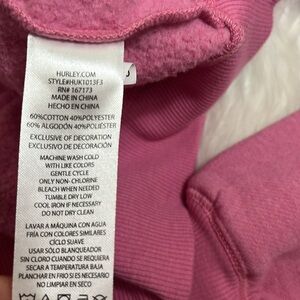 HURLEY.COM
STYLE#HUK1013F3
RN# 167173
MADE IN CHINA
HECHO EN CHINA
60%COTTON 40%POLYESTER
60% ALGODÓN 40%POLIÉSTER
EXCLUSIVE OF DECORATION
EXCLUSIVO DE DECORACIÓN
MACHINE WASH COLD
WITH LIKE COLORS
GENTLE CYCLE
ONLY NON- CHLORINE
BLEACH WHEN NEEDED
TUMBLE DRY LOW
COOL IRON IF NECESSARY
DO NOT DRY CLEAN
LAVAR A MÁQUINA CON AGUA
FRÍA CON COLORES SIMILARES
CÍCLO SUAVE
USAR SÓLO BLANQUEADOR
SIN CLORO CUANDO SE REQUIERA
SECAR A TEMPERATURA BAJA
PLANCHAR EN FRIO SI ES NECESARIO
NO LIMPIAR EN SECO